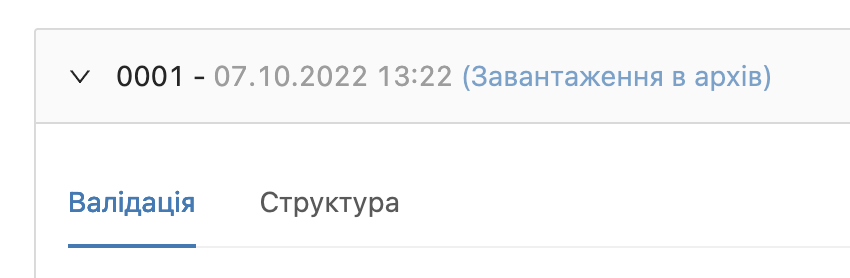 0001 - 07.10.2022 13:22 (Завантаження в архів)
Валідація Структура